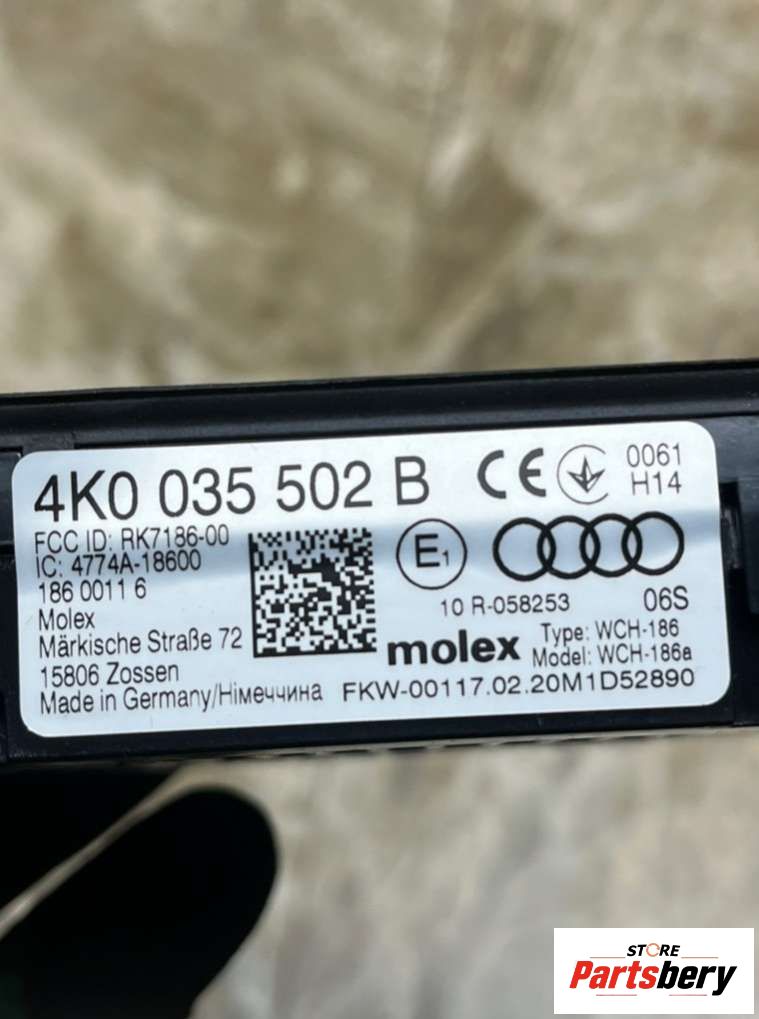 4K0 035 502 B
CE
0061
H14
FCC ID: RK7186-00
IC: 4774A-18600
186 0011 6
Molex
Märkische Straße 72
15806 Zossen
Made in Germany/Німеччина
E1
10 R-058253
06S
molex
Type: WCH-186
Model: WCH-186a
FKW-00117.02.20M1D52890
STORE
Partsbery